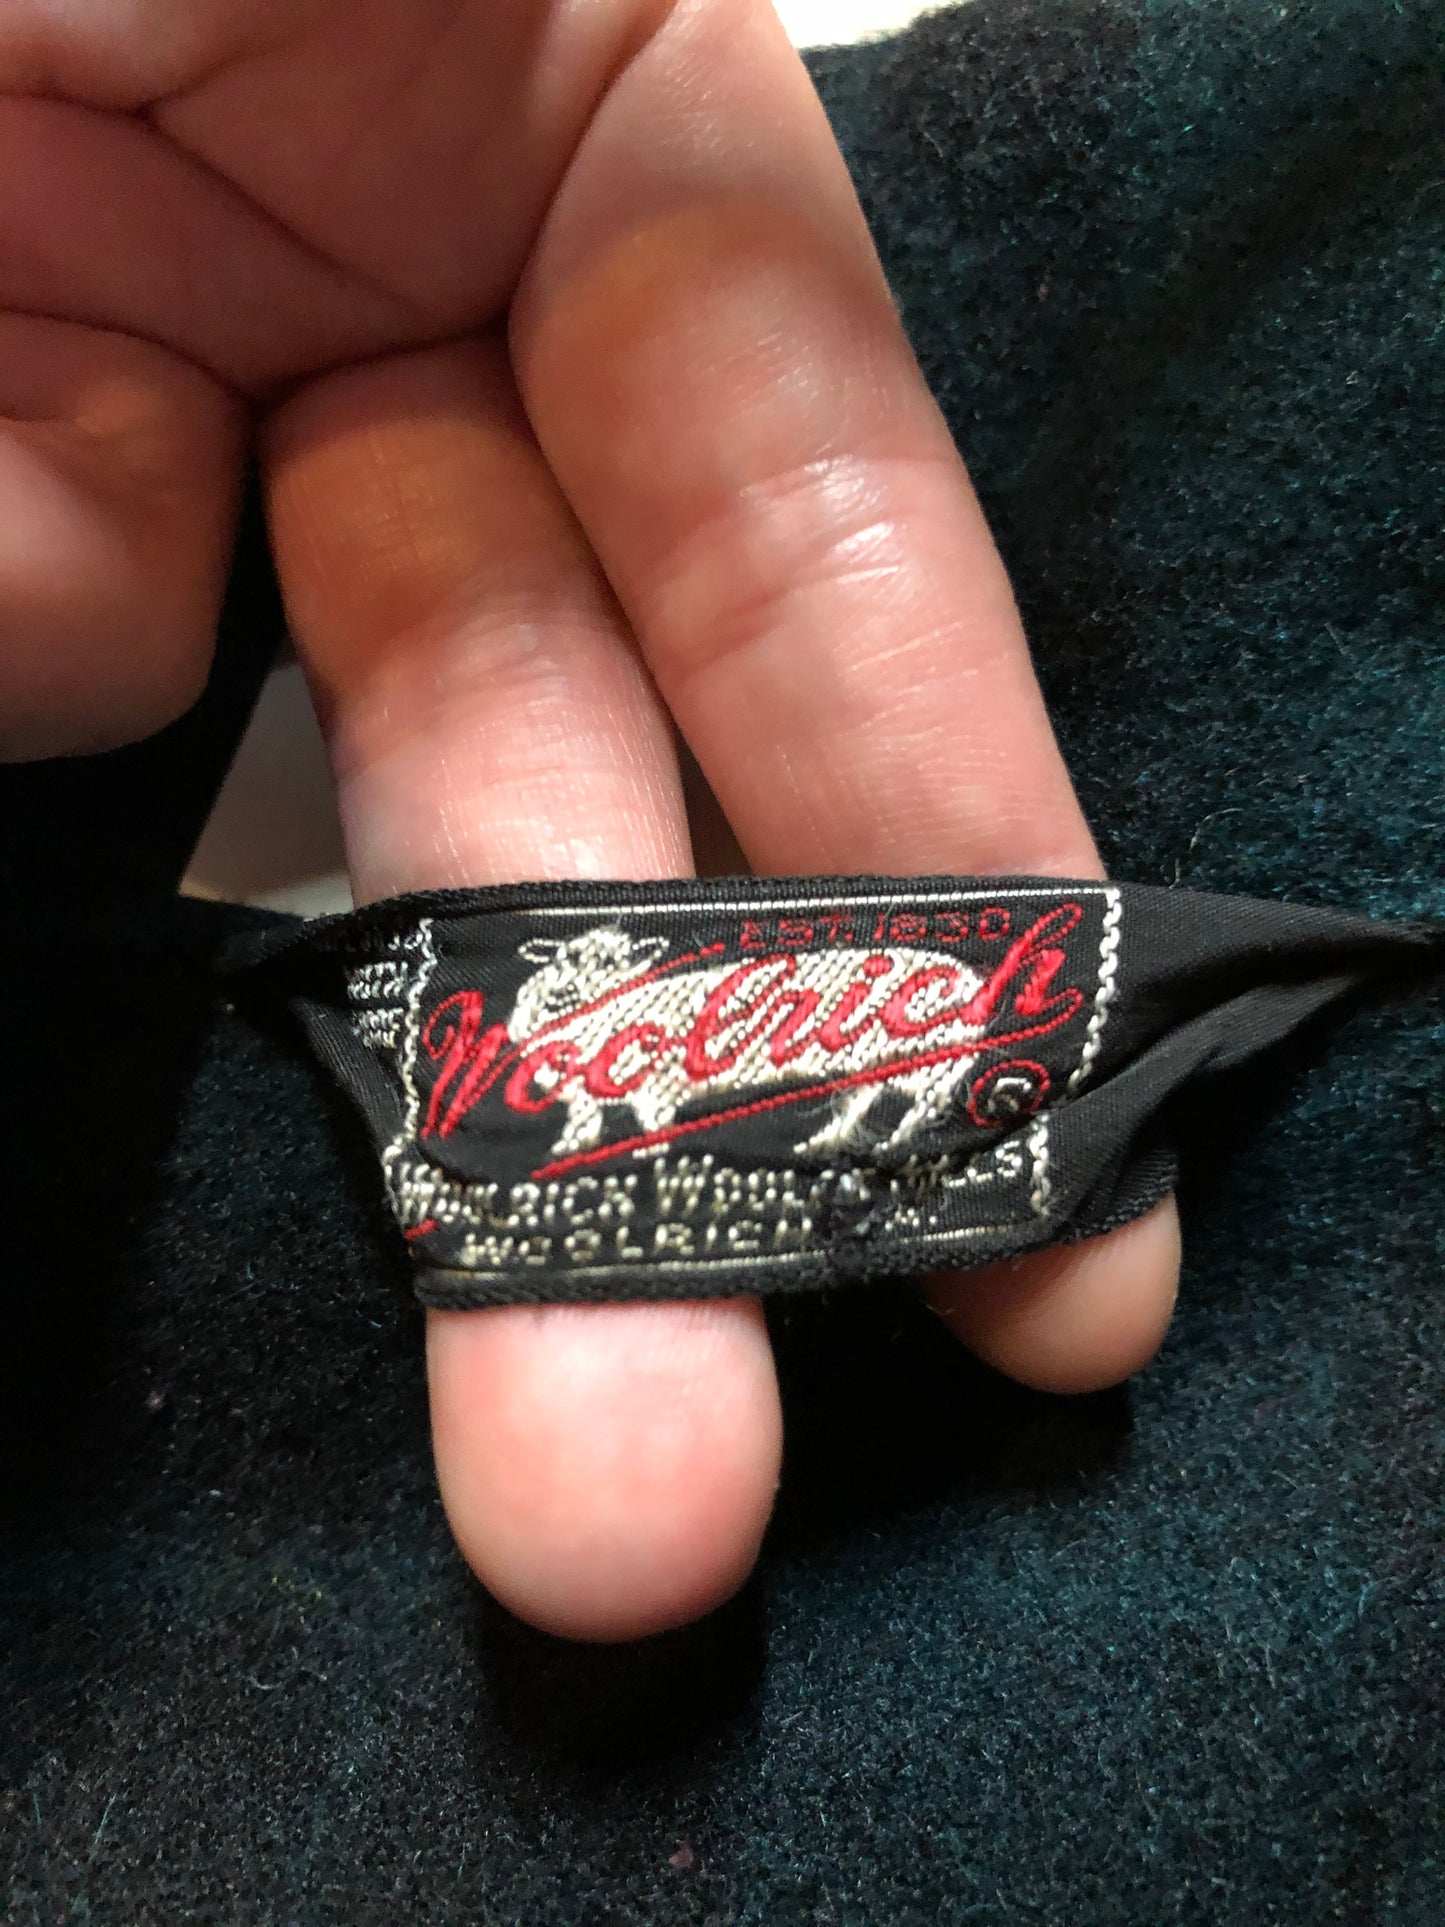 EST. 1830
Woolrich
®
WOOLRICH WOOLEN MILLS
WOOLRICH